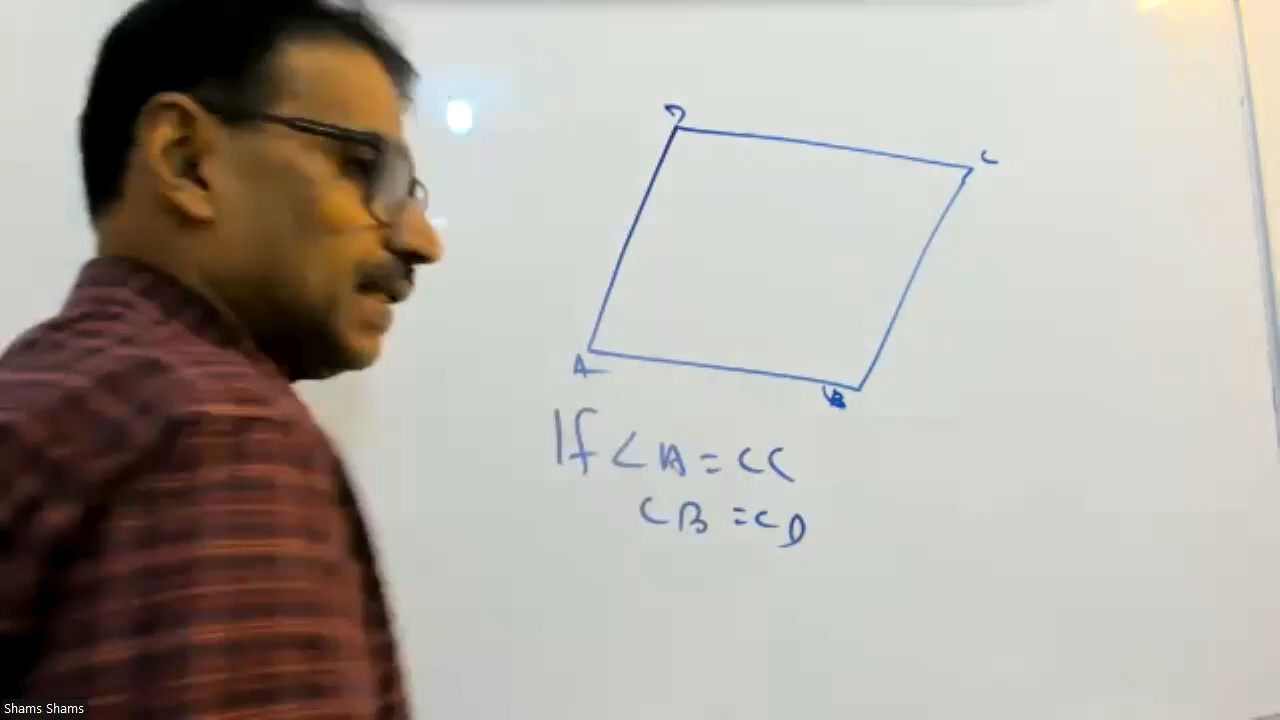 D
C
A
B
If ∠A = ∠C
∠B = ∠D
Shams Shams